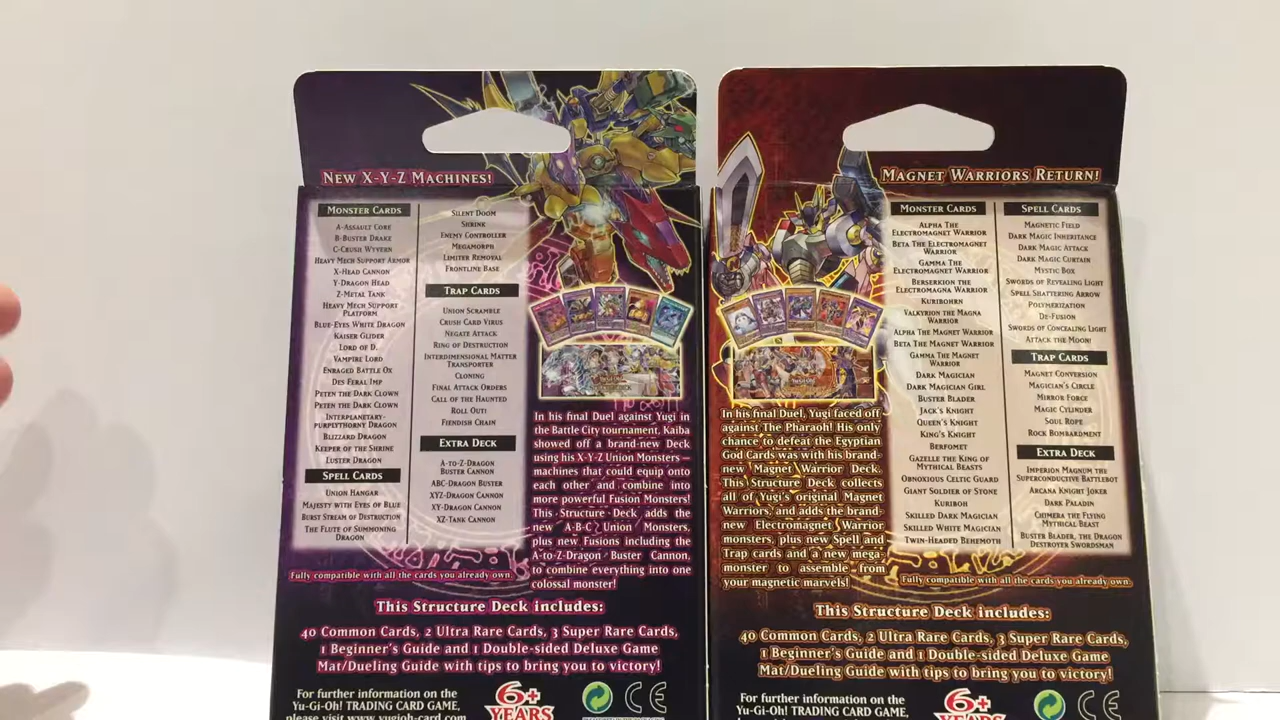 New X-Y-Z Machines!
Monster Cards
A-Assault Core
B-Buster Drake
C-Crush Wyvern
Heavy Mech Support Armor
X-Head Cannon
Y-Dragon Head
Z-Metal Tank
Heavy Mech Support
Platform
Blue-Eyes White Dragon
Kaiser Glider
Lord of D.
Vampire Lord
Enraged Battle Ox
Des Feral Imp
Peten the Dark Clown
Peten the Dark Clown
Interplanetary-
purplythorny Dragon
Blizzard Dragon
Keeper of the Shrine
Luster Dragon
Spell Cards
Union Hangar
Majesty with Eyes of Blue
Burst Stream of Destruction
The Flute of Summoning
Dragon
Silent Doom
Shrink
Enemy Controller
Megamorph
Limiter Removal
Frontline Base
Trap Cards
Union Scramble
Crush Card Virus
Negate Attack
Ring of Destruction
Interdimensional Matter
Transporter
Cloning
Final Attack Orders
Call of the Haunted
Roll Out!
Fiendish Chain
Extra Deck
A-to-Z-Dragon
Buster Cannon
ABC-Dragon Buster
XYZ-Dragon Cannon
XY-Dragon Cannon
XZ-Tank Cannon
In his final Duel against Yugi in
the Battle City tournament, Kaiba
showed off a brand-new Deck
using his X-Y-Z Union Monsters—
machines that could equip onto
each other and combine into
more powerful Fusion Monsters!
This Structure Deck adds the
new A-B-C Union Monsters,
plus new Fusions including the
A-to-Z-Dragon Buster Cannon,
to combine everything into one
colossal monster!
Fully compatible with all the cards you already own.
This Structure Deck includes:
40 Common Cards, 2 Ultra Rare Cards, 3 Super Rare Cards,
1 Beginner's Guide and 1 Double-sided Deluxe Game
Mat/Dueling Guide with tips to bring you to victory!
For further information on the
Yu-Gi-Oh! TRADING CARD GAME,
please visit www.yugioh-card.com
6+
YEARS
CE
Magnet Warriors Return!
Monster Cards
Alpha The
Electromagnet Warrior
Beta The Electromagnet
Warrior
Gamma The
Electromagnet Warrior
Berserkion the
Electromagna Warrior
Kuribohrn
Valkyrion the Magna
Warrior
Alpha The Magnet Warrior
Beta The Magnet Warrior
Gamma The Magnet
Warrior
Dark Magician
Dark Magician Girl
Buster Blader
Jack's Knight
Queen's Knight
King's Knight
Berfomet
Gazelle the King of
Mythical Beasts
Obnoxious Celtic Guard
Giant Soldier of Stone
Kuriboh
Skilled Dark Magician
Skilled White Magician
Twin-Headed Behemoth
Spell Cards
Magnetic Field
Dark Magic Inheritance
Dark Magic Attack
Dark Magic Curtain
Mystic Box
Swords of Revealing Light
Spell Shattering Arrow
Polymerization
De-Fusion
Swords of Concealing Light
Attack the Moon!
Trap Cards
Magnet Conversion
Magician's Circle
Mirror Force
Magic Cylinder
Soul Rope
Rock Bombardment
Extra Deck
Imperion Magnum the
Superconductive Battlebot
Arcana Knight Joker
Dark Paladin
Chimera the Flying
Mythical Beast
Buster Blader, the Dragon
Destroyer Swordsman
In his final Duel, Yugi faced off
against The Pharaoh! His only
chance to defeat the Egyptian
God Cards was with his brand-
new Magnet Warrior Deck.
This Structure Deck collects
all of Yugi's original Magnet
Warriors, and adds the brand-
new Electromagnet Warrior
monsters, plus new Spell and
Trap cards and a new mega-
monster to assemble from
your magnetic marvels!
Fully compatible with all the cards you already own.
This Structure Deck includes:
40 Common Cards, 2 Ultra Rare Cards, 3 Super Rare Cards,
1 Beginner's Guide and 1 Double-sided Deluxe Game
Mat/Dueling Guide with tips to bring you to victory!
For further information on the
Yu-Gi-Oh! TRADING CARD GAME,
6+
YEARS
CE